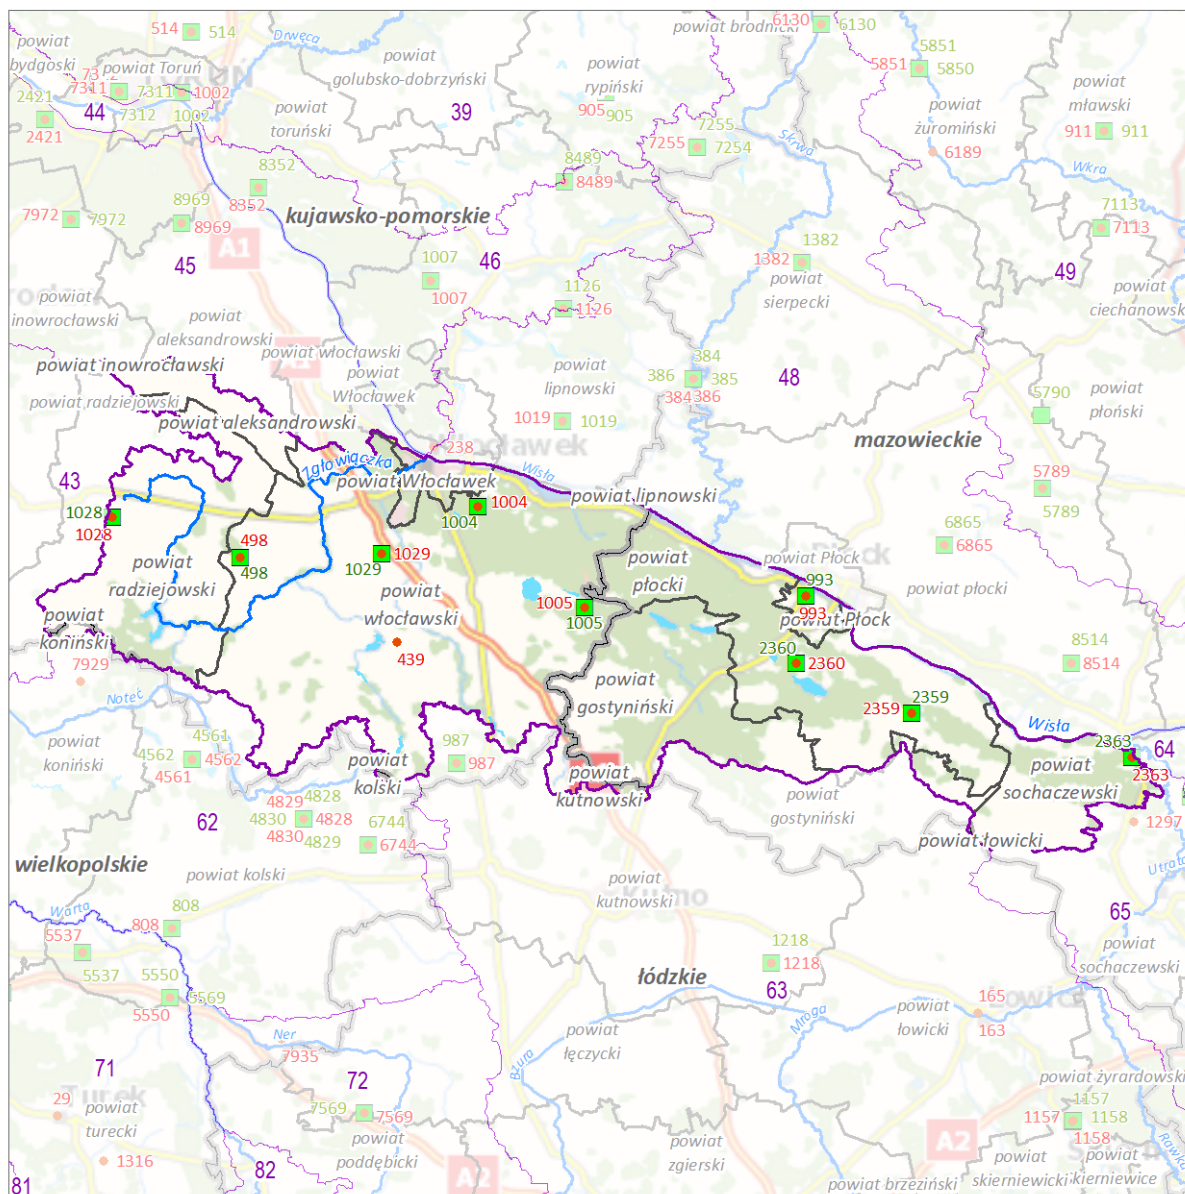 514
514
6130
6130
powiat brodnicki
Drwęca
powiat
bydgoski
powiat Toruń
powiat
golubsko-dobrzyński
powiat
rypiński
5851
5851
5850
7311
7311
7312
1002
1002
2421
2421
44
39
905
905
powiat
toruński
powiat
żuromiński
powiat
mławski
911
911
7255
7255
7254
Skrwa
6189
Wkra
8352
8352
8489
8489
7972
7972
8969
8969
kujawsko-pomorskie
7113
7113
A1
45
46
1007
1007
1382
1382
powiat
sierpecki
49
powiat
inowrocławski
powiat
aleksandrowski
1126
1126
powiat
ciechanowski
powiat inowrocławski
powiat włocławski
powiat
Włocławek
powiat
lipnowski
384
386
385
384
386
48
powiat radziejowski
powiat aleksandrowski
1019
1019
5790
powiat
płoński
mazowieckie
Włocławek
238
Zgłowiączka
Wisła
43
powiat Włocławek
powiat lipnowski
5789
5789
1028
1028
1004
1004
6865
6865
498
498
1029
1029
powiat
radziejowski
powiat
włocławski
powiat
płocki
powiat Płock
993
993
powiat płocki
1005
1005
powiat Płock
powiat
koniński
439
7929
2360
2360
8514
8514
Noteć
powiat
gostyniński
2359
2359
Wisła
powiat
koniński
4561
4562
4562
4561
987
987
2363
2363
64
powiat
kolski
powiat
kutnowski
powiat
sochaczewski
4828
4829
4830
4828
4830
4829
6744
6744
62
powiat
gostyniński
1297
powiat łowicki
wielkopolskie
powiat kolski
Utrata
Kutno
powiat
kutnowski
Warta
808
808
65
5537
5537
1218
1218
powiat
sochaczewski
5550
5569
5550
łódzkie
63
165
163
Łowicz
powiat
łowicki
Mroga
Ner
7935
powiat
łęczycki
Bzura
71
72
Turek
29
powiat
turecki
7569
7569
powiat żyrardowski
1157
1157
1158
1158
A2
powiat
poddębicki
powiat
zgierski
1316
82
81
powiat brzeziński
powiat
skierniewicki
powiat
Skierniewice
Rawka